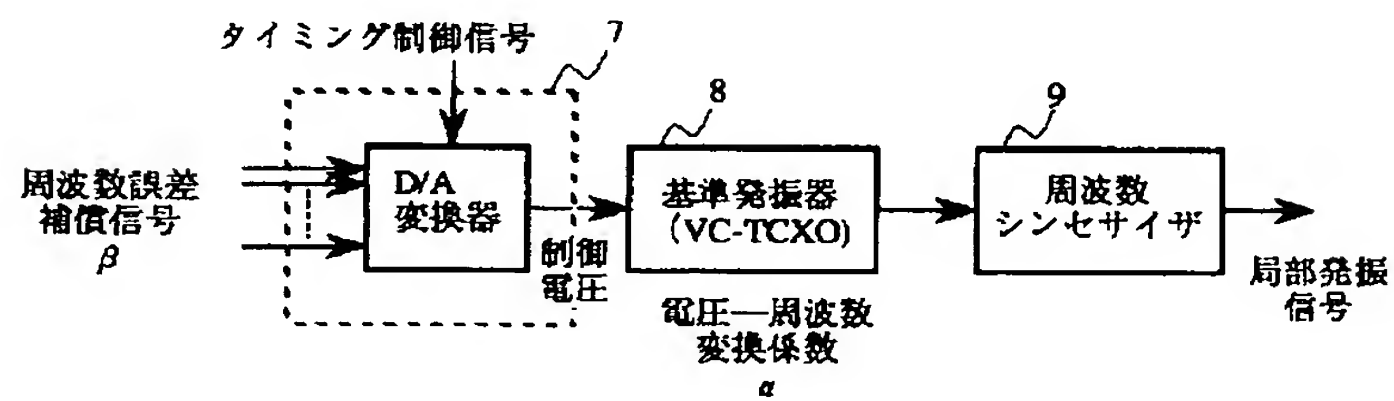 タイミング制御信号
7
8
9
周波数誤差
補償信号
β
D/A
変換器
制御
電圧
基準発振器
(VC-TCXO)
電圧―周波数
変換係数
α
周波数
シンセサイザ
局部発振
信号